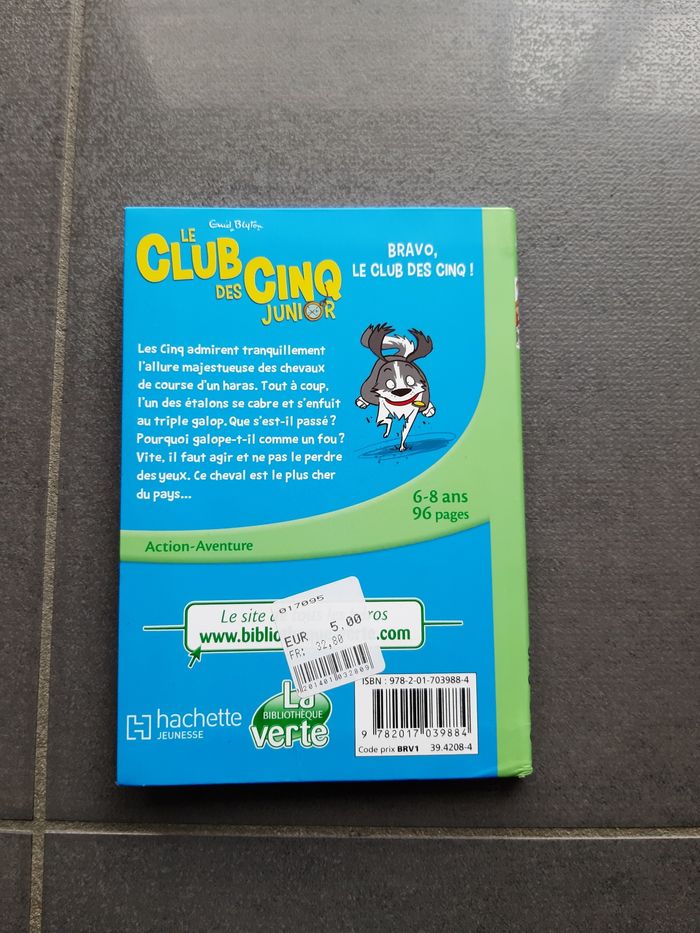 Enid Blyton
LE
CLUB
DES CINQ
JUNIOR
BRAVO,
LE CLUB DES CINQ !
Les Cinq admirent tranquillement
l'allure majestueuse des chevaux
de course d'un haras. Tout à coup,
l'un des étalons se cabre et s'enfuit
au triple galop. Que s'est-il passé ?
Pourquoi galope-t-il comme un fou ?
Vite, il faut agir et ne pas le perdre
des yeux. Ce cheval est le plus cher
du pays...
6-8 ans
96 pages
Action-Aventure
017095
EUR 5,00
FR: 32,80
2014010032009
Le site de tous les héros
www.bibli verte.com
hachette
JEUNESSE
La
BIBLIOTHÈQUE
verte
ISBN : 978-2-01-703988-4
9 782017 039884
Code prix BRV1 39.4208-4